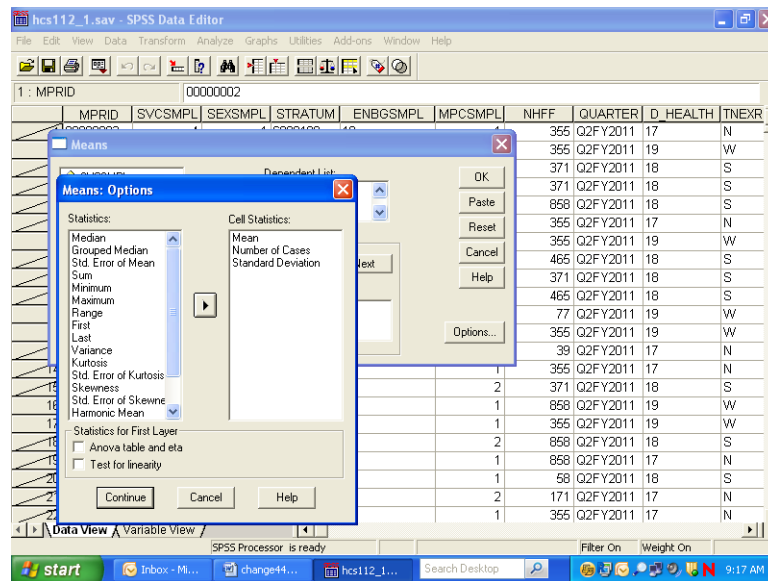 hcs112_1.sav - SPSS Data Editor
File Edit View Data Transform Analyze Graphs Utilities Add-ons Window Help
1 : MPRID 00000002
MPRID SVCSMPL SEXSMPL STRATUM ENBGSMPL MPCSMPL NHFF QUARTER D_HEALTH TNEXR
355 Q2FY2011 17 N
Means
355 Q2FY2011 19 W
Dependent List:
OK
371 Q2FY2011 18 S
371 Q2FY2011 18 S
Means: Options
Paste
858 Q2FY2011 18 S
Statistics: Cell Statistics:
Reset
355 Q2FY2011 17 N
Median Mean
Grouped Median Number of Cases
Std. Error of Mean Standard Deviation
Sum
Minimum
Maximum
Range
First
Last
Variance
Kurtosis
Std. Error of Kurtosis
Skewness
Std. Error of Skewne
Harmonic Mean
Next
Cancel
Help
Options...
355 Q2FY2011 19 W
465 Q2FY2011 18 S
371 Q2FY2011 18 S
465 Q2FY2011 18 S
77 Q2FY2011 19 W
355 Q2FY2011 19 W
39 Q2FY2011 17 N
1 355 Q2FY2011 17 N
2 371 Q2FY2011 18 S
1 858 Q2FY2011 19 W
1 355 Q2FY2011 19 W
2 858 Q2FY2011 18 S
1 858 Q2FY2011 17 N
1 58 Q2FY2011 18 S
2 171 Q2FY2011 17 N
1 355 Q2FY2011 17 N
Statistics for First Layer
Anova table and eta
Test for linearity
Continue Cancel Help
Data View Variable View
SPSS Processor is ready Filter On Weight On
start Inbox - Mi... change44... hcs112_1... Search Desktop 9:17 AM